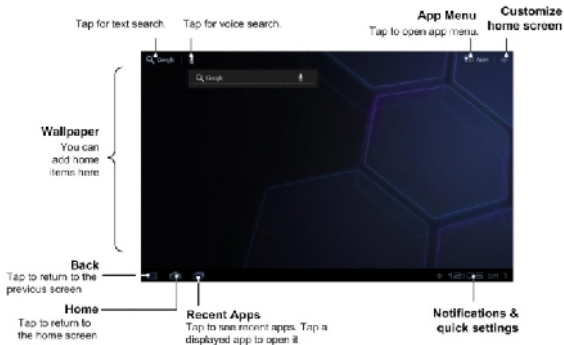 Tap for text search.
Tap for voice search.
App Menu
Tap to open app menu.
Customize
home screen
Google
Apps
Google
Wallpaper
You can
add home
items here
Back
Tap to return to the
previous screen
Home
Tap to return to
the home screen
Recent Apps
Tap to see recent apps. Tap a
displayed app to open it
12:05
Notifications &
quick settings